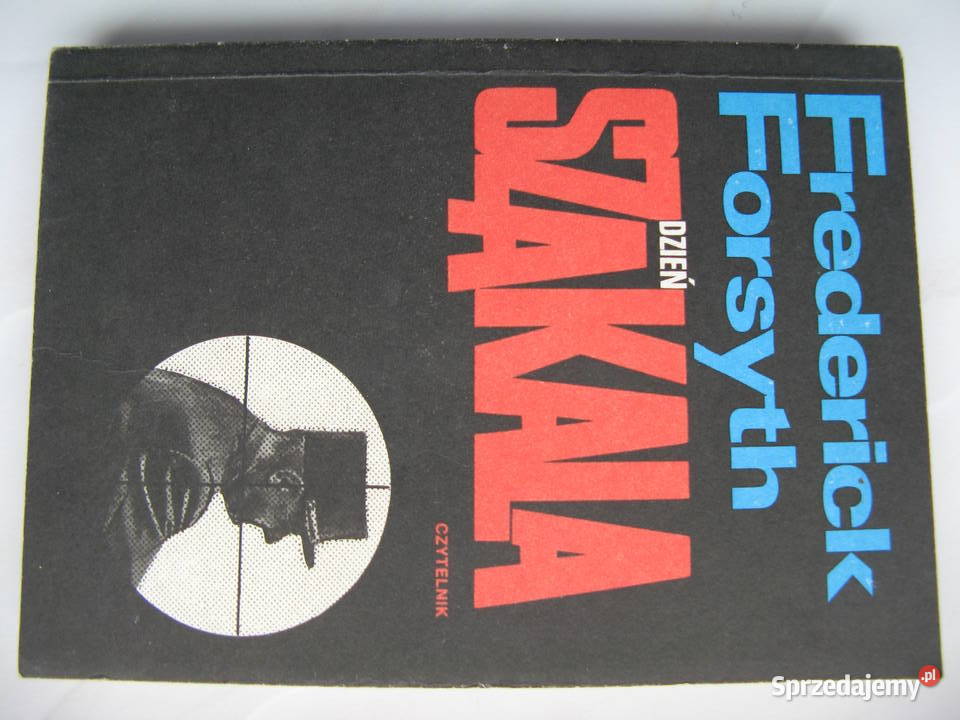 Frederick
Forsyth
DZIEŃ
SZAKALA
CZYTELNIK
Sprzedajemy.pl